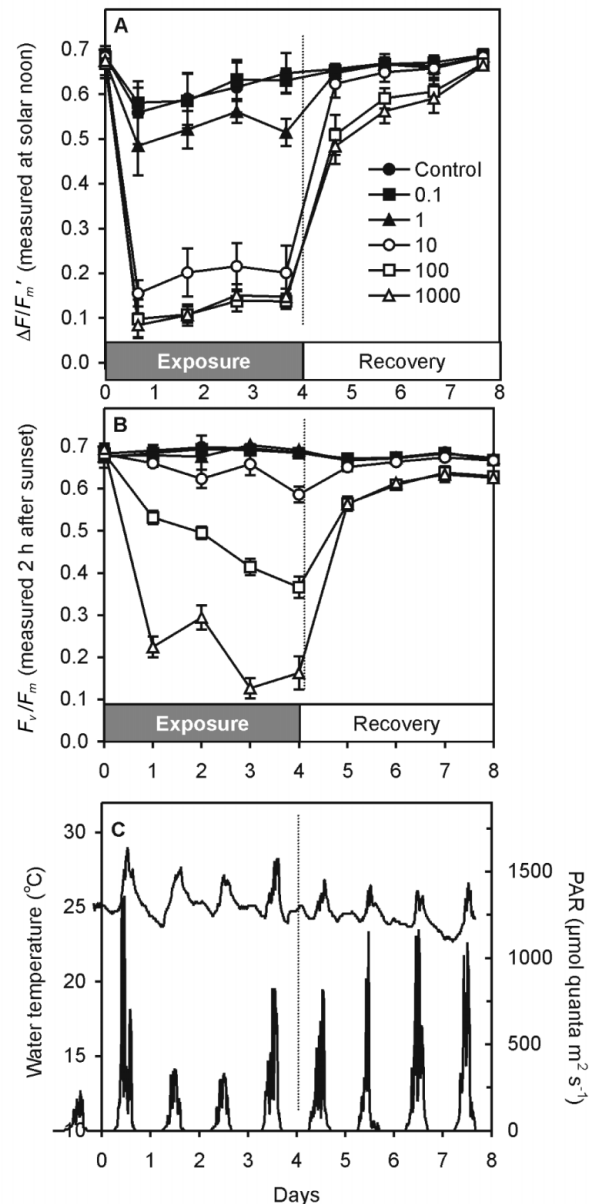 A
0.7
0.6
0.5
0.4
0.3
0.2
0.1
0.0
ΔF/Fm′ (measured at solar noon)
Control
0.1
1
10
100
1000
Exposure
Recovery
0 1 2 3 4 5 6 7 8
B
0.7
0.6
0.5
0.4
0.3
0.2
0.1
0.0
Fv/Fm (measured 2 h after sunset)
Exposure
Recovery
0 1 2 3 4 5 6 7 8
C
30
25
20
15
10
Water temperature (°C)
1500
1000
500
0
PAR (μmol quanta m² s⁻¹)
0 1 2 3 4 5 6 7 8
Days